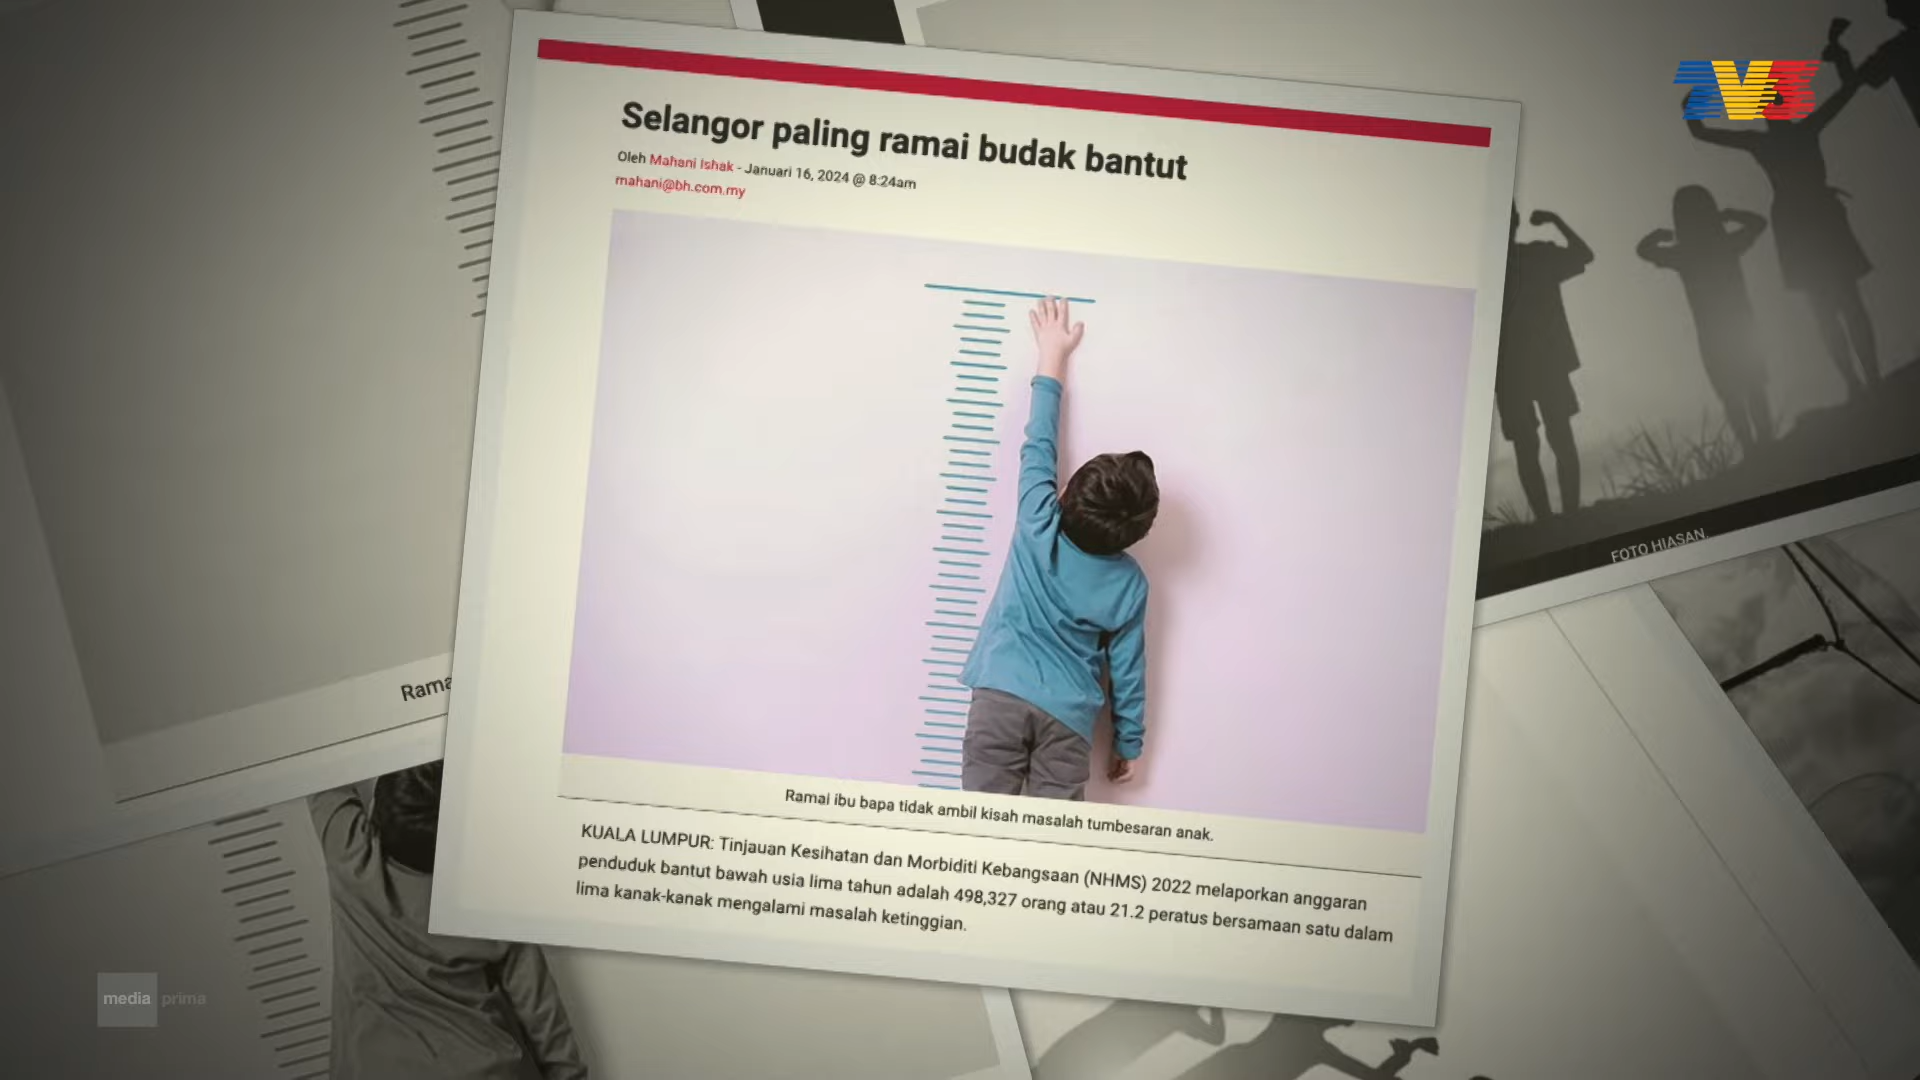 TV3
Selangor paling ramai budak bantut
Oleh Mahani Ishak - Januari 16, 2024 @ 8:24am
mahani@bh.com.my
FOTO HIASAN.
Ramai ibu bapa tidak ambil kisah masalah tumbesaran anak.
KUALA LUMPUR: Tinjauan Kesihatan dan Morbiditi Kebangsaan (NHMS) 2022 melaporkan anggaran
penduduk bantut bawah usia lima tahun adalah 498,327 orang atau 21.2 peratus bersamaan satu dalam
lima kanak-kanak mengalami masalah ketinggian.
media prima